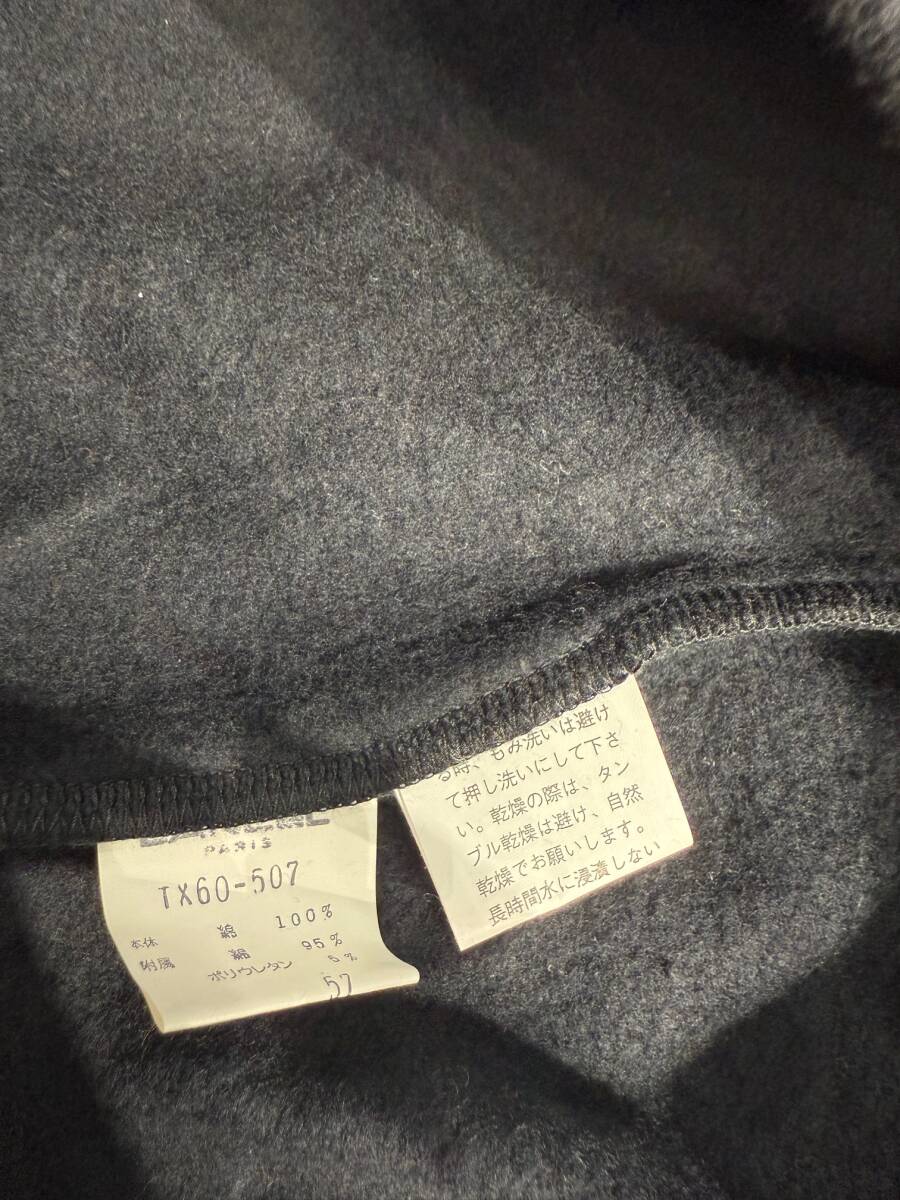 PARIS
TX60-507
本体 綿 100%
附属 綿 95%
ポリウレタン 5%
57
る時、もみ洗いは避け
て押し洗いにして下さ
い。乾燥の際は、タン
ブル乾燥は避け、自然
乾燥でお願いします。
長時間水に浸漬しない